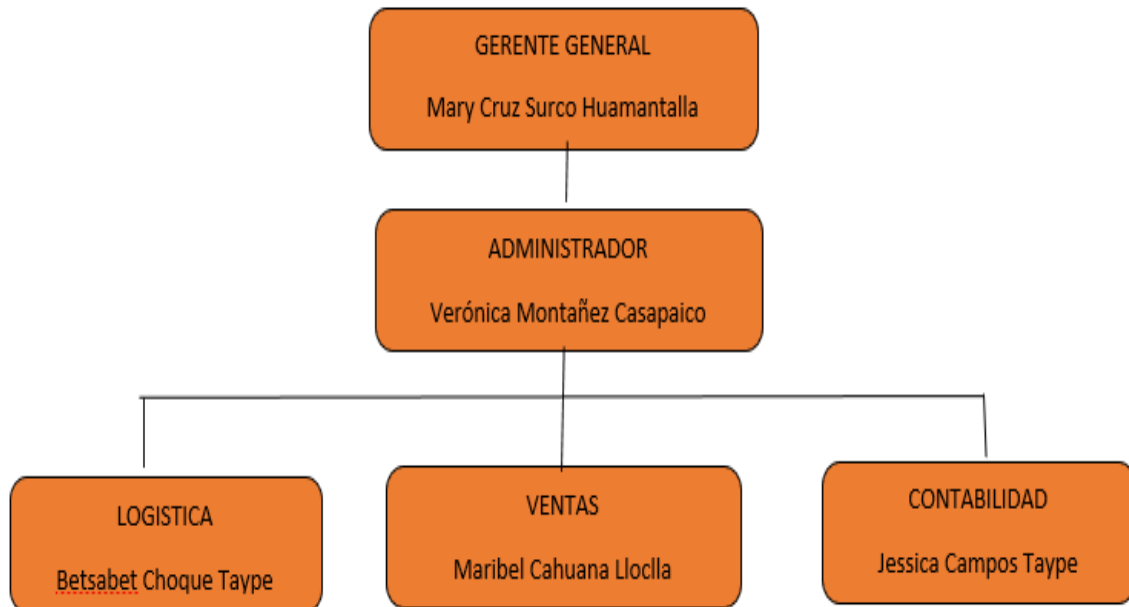 GERENTE GENERAL
Mary Cruz Surco Huamantalla
ADMINISTRADOR
Verónica Montañez Casapaico
LOGISTICA
Betsabet Choque Taype
VENTAS
Maribel Cahuana Lloclla
CONTABILIDAD
Jessica Campos Taype